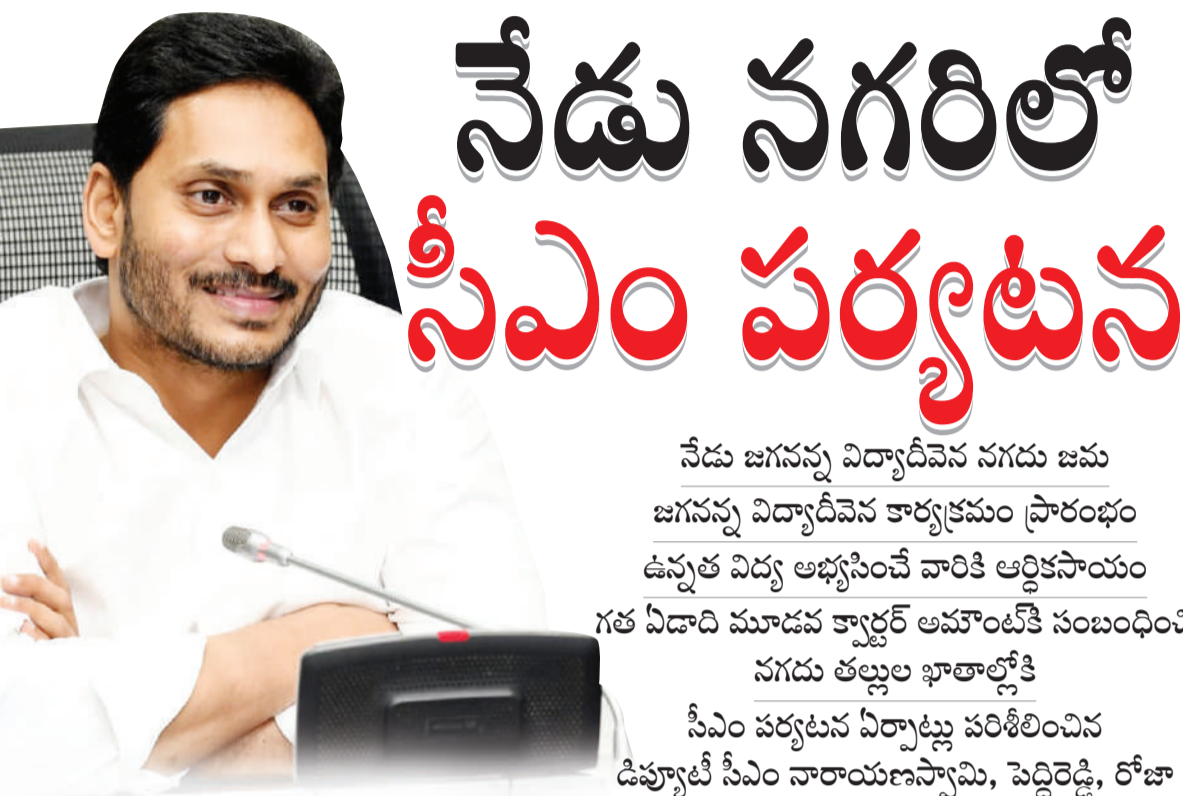 నేడు నగరిలో
సీఎం పర్యటన
నేడు జగనన్న విద్యాదీవెన నగదు జమ
జగనన్న విద్యాదీవెన కార్యక్రమం ప్రారంభం
ఉన్నత విద్య అభ్యసించే వారికి ఆర్ధికసాయం
గత ఏడాది మూడవ క్వార్టర్ అమౌంట్‌కి
నగదు తల్లుల ఖాతాల్లోకి
సీఎం పర్యటన ఏర్పాట్లు పరిశీలించిన
డిప్యూటీ సీఎం నారాయణస్వామి, పెద్దిరెడ్డి, రోజా